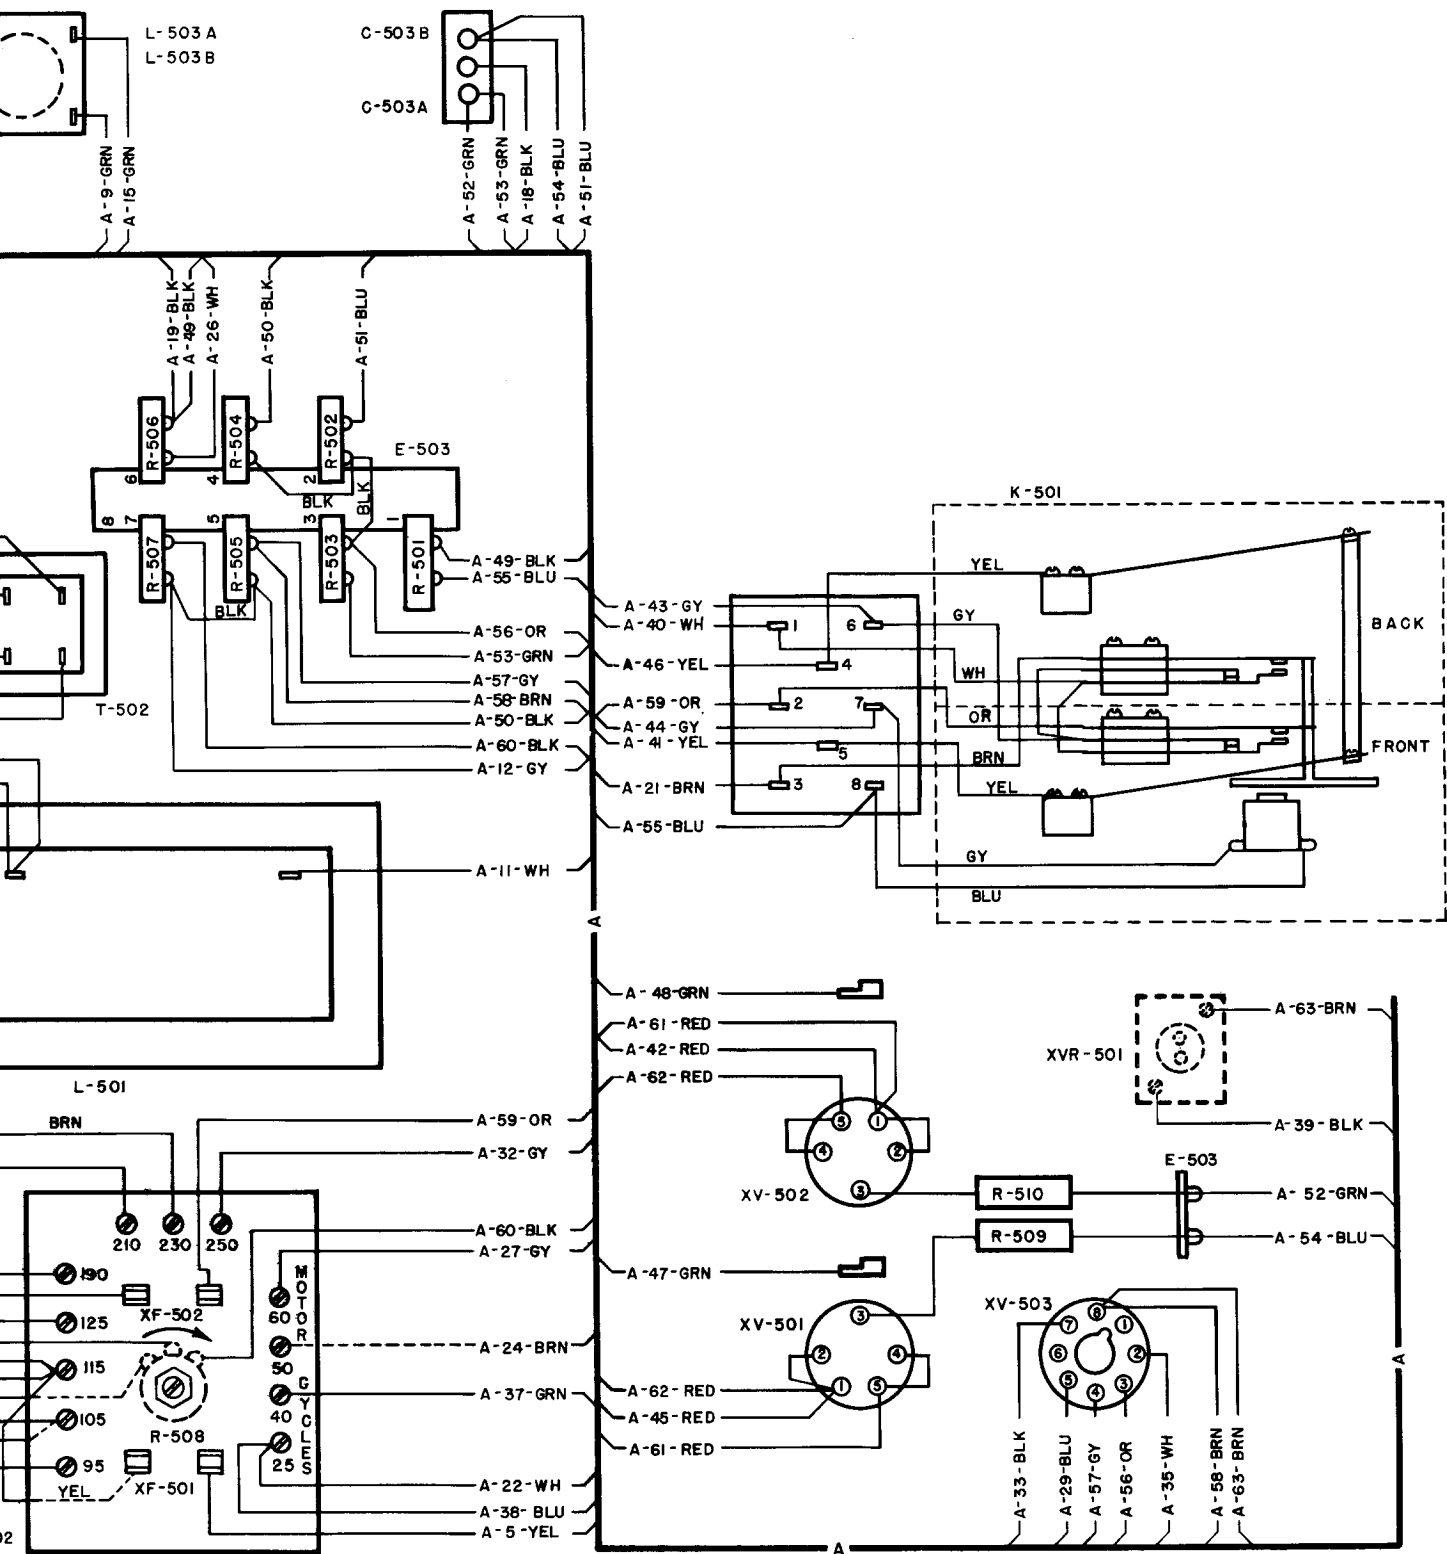 L-503A
L-503B
C-503B
C-503A
A-9-GRN
A-15-GRN
A-52-GRN
A-53-GRN
A-18-BLK
A-54-BLU
A-51-BLU
A-19-BLK
A-49-BLK
A-26-WH
A-50-BLK
A-51-BLU
R-506
R-504
R-502
E-503
6
4
2
BLK
BLK
8
7
5
3
1
R-507
R-505
R-503
R-501
BLK
A-49-BLK
A-55-BLU
A-56-OR
A-53-GRN
A-57-GY
A-58-BRN
A-50-BLK
A-60-BLK
A-12-GY
T-502
A-43-GY
A-40-WH
A-46-YEL
A-59-OR
A-44-GY
A-41-YEL
A-21-BRN
A-55-BLU
1
6
4
2
7
5
3
8
K-501
YEL
GY
BACK
WH
OR
FRONT
BRN
YEL
GY
BLU
A-11-WH
A
L-501
A-48-GRN
A-61-RED
A-42-RED
A-62-RED
5
1
4
2
3
XV-502
XVR-501
A-63-BRN
A-39-BLK
E-503
R-510
A-52-GRN
R-509
A-54-BLU
BRN
A-59-OR
A-32-GY
A-60-BLK
A-27-GY
210
230
250
190
XF-502
125
115
105
95
R-508
XF-501
YEL
60
50
40
25
MOTOR CYCLES
A-24-BRN
A-37-GRN
A-22-WH
A-38-BLU
A-5-YEL
A-47-GRN
XV-501
3
2
4
1
5
A-62-RED
A-45-RED
A-61-RED
XV-503
8
7
1
6
2
5
4
3
A
A-33-BLK
A-29-BLU
A-57-GY
A-56-OR
A-35-WH
A-58-BRN
A-63-BRN
02
A